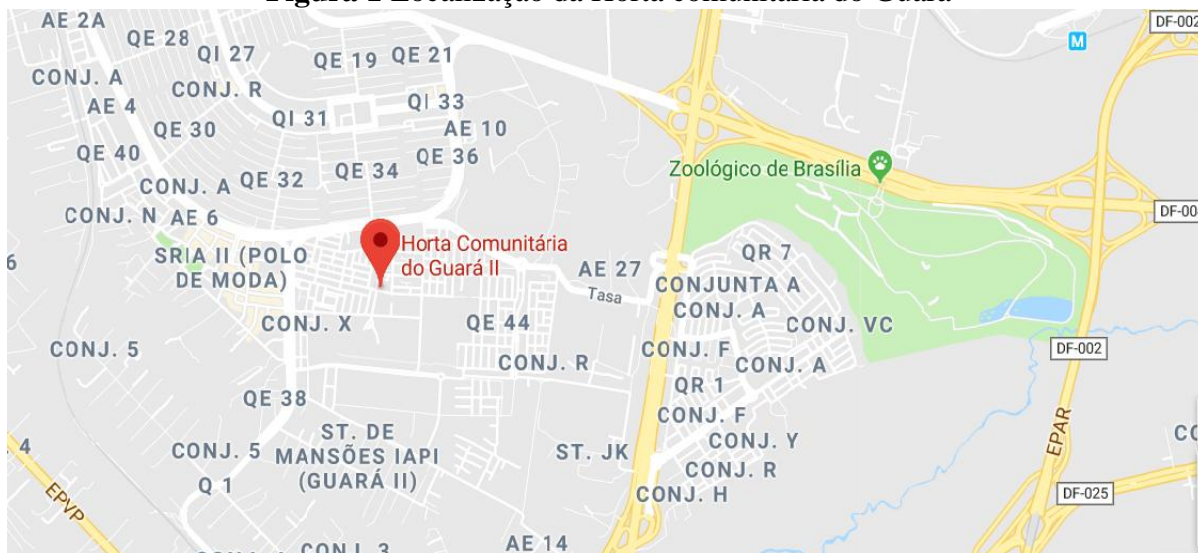 AE 2A
QE 28
QI 27
QE 19
QE 21
DF-002
M
CONJ. A
CONJ. R
AE 4
QI 31
QI 33
QE 30
AE 10
QE 40
QE 36
CONJ. A
QE 32
QE 34
Zoológico de Brasília
CONJ. N
AE 6
SRIA II (POLO
DE MODA)
Horta Comunitária
do Guará II
AE 27
Tasa
QR 7
CONJUNTA A
CONJ. A
CONJ. VC
CONJ. X
QE 44
CONJ. 5
CONJ. R
CONJ. F
CONJ. A
DF-002
QR 1
QE 38
CONJ. F
ST. DE
MANSÕES IAPI
(GUARÁ II)
CONJ. 5
Q 1
ST. JK
CONJ. Y
CONJ. R
CONJ. H
EPAR
DF-025
EPVP
AE 14